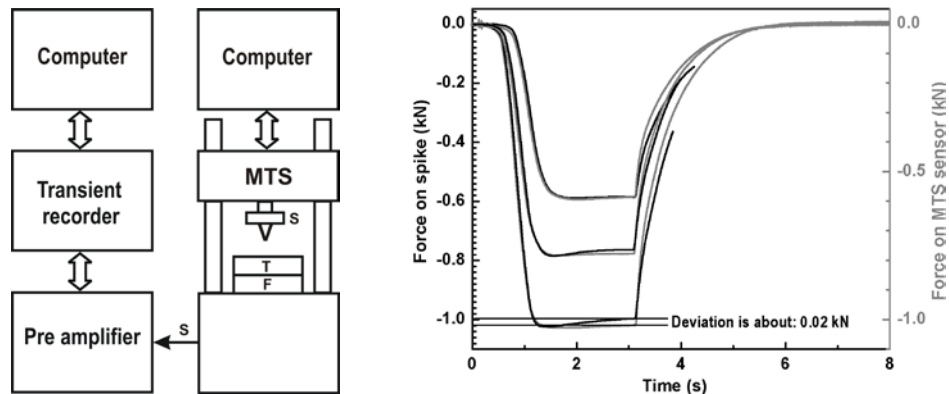 Computer
Computer
Transient
recorder
MTS
S
T
F
Pre amplifier
S
Force on spike (kN)
0.0
-0.2
-0.4
-0.6
-0.8
-1.0
Deviation is about: 0.02 kN
0
2
4
6
8
Time (s)
0.0
-0.5
-1.0
Force on MTS sensor (kN)